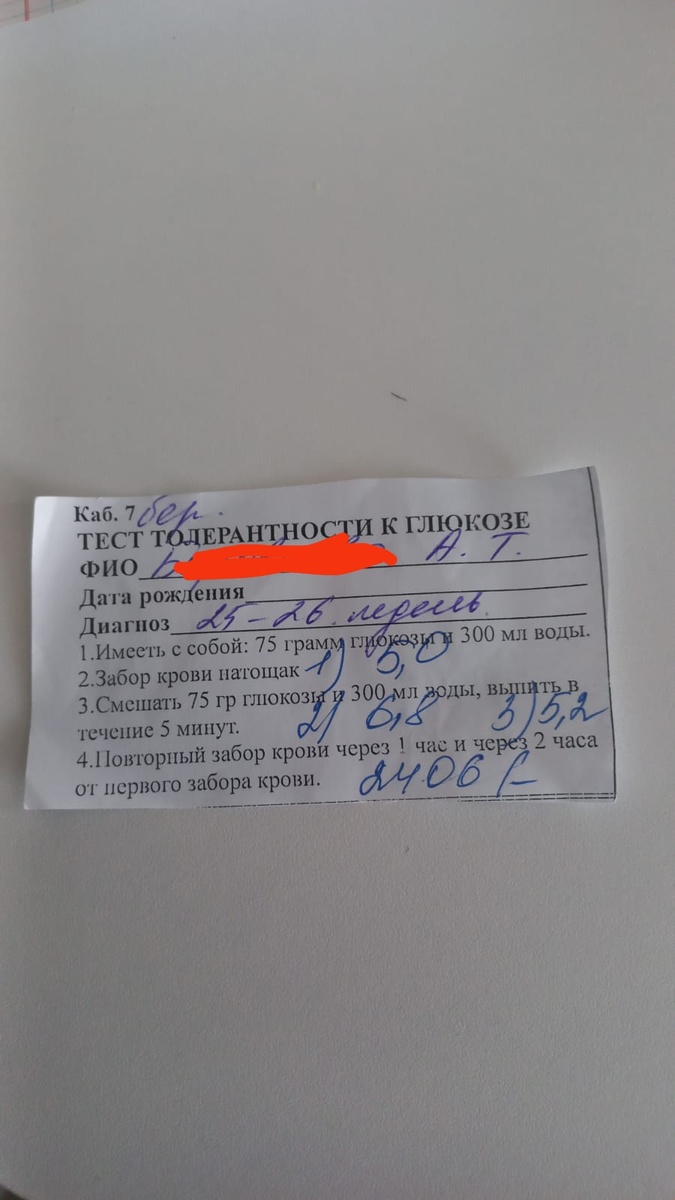 Каб. 7 бер.
ТЕСТ ТОЛЕРАНТНОСТИ К ГЛЮКОЗЕ
ФИО А. Т.
Дата рождения
Диагноз 25-26 недель
1.Иметь с собой: 75 грамм глюкозы и 300 мл воды.
2.Забор крови натощак 1) 5,0
3.Смешать 75 гр глюкозы и 300 мл воды, выпить в
течение 5 минут. 2) 6,8 3) 5,2
4.Повторный забор крови через 1 час и через 2 часа
от первого забора крови. 24.06